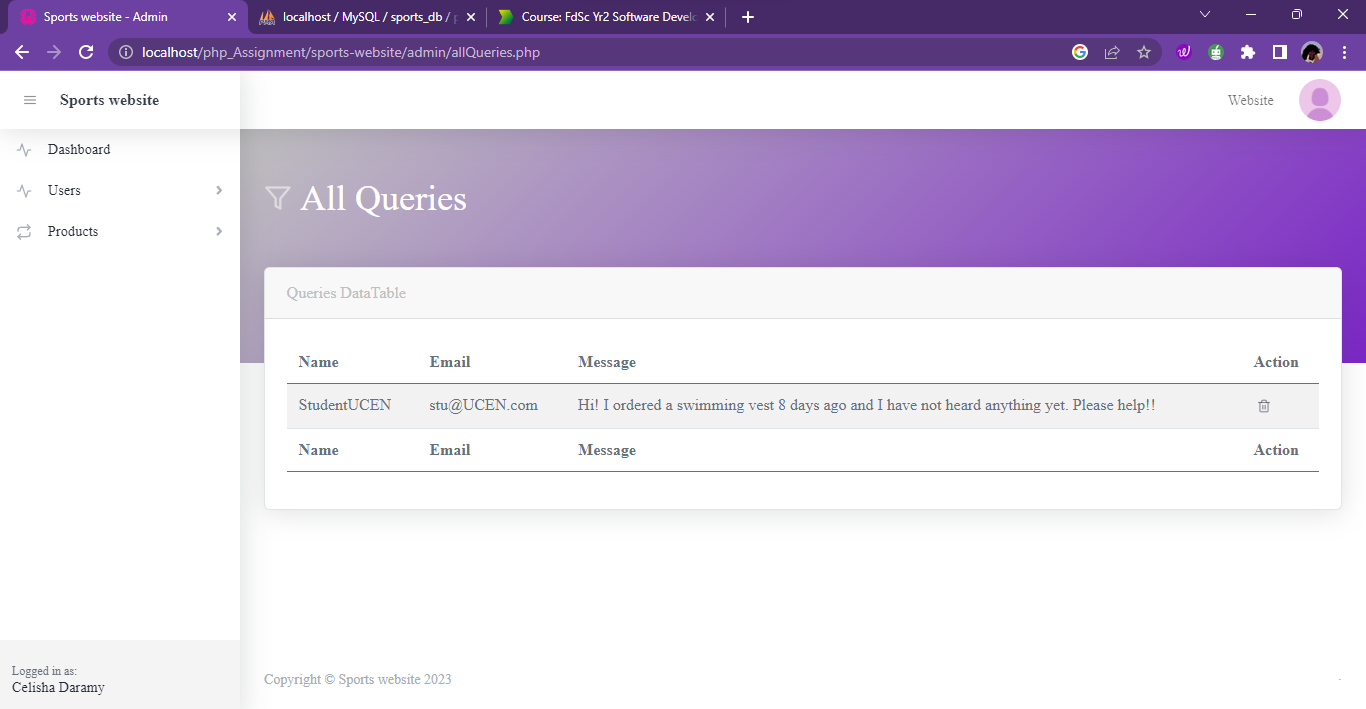 Sports website - Admin
localhost / MySQL / sports_db / p
Course: FdSc Yr2 Software Develo
localhost/php_Assignment/sports-website/admin/allQueries.php
Sports website
Website
Dashboard
Users
Products
All Queries
Queries DataTable
Name Email Message Action
StudentUCEN stu@UCEN.com Hi! I ordered a swimming vest 8 days ago and I have not heard anything yet. Please help!!
Name Email Message Action
Logged in as:
Celisha Daramy
Copyright © Sports website 2023